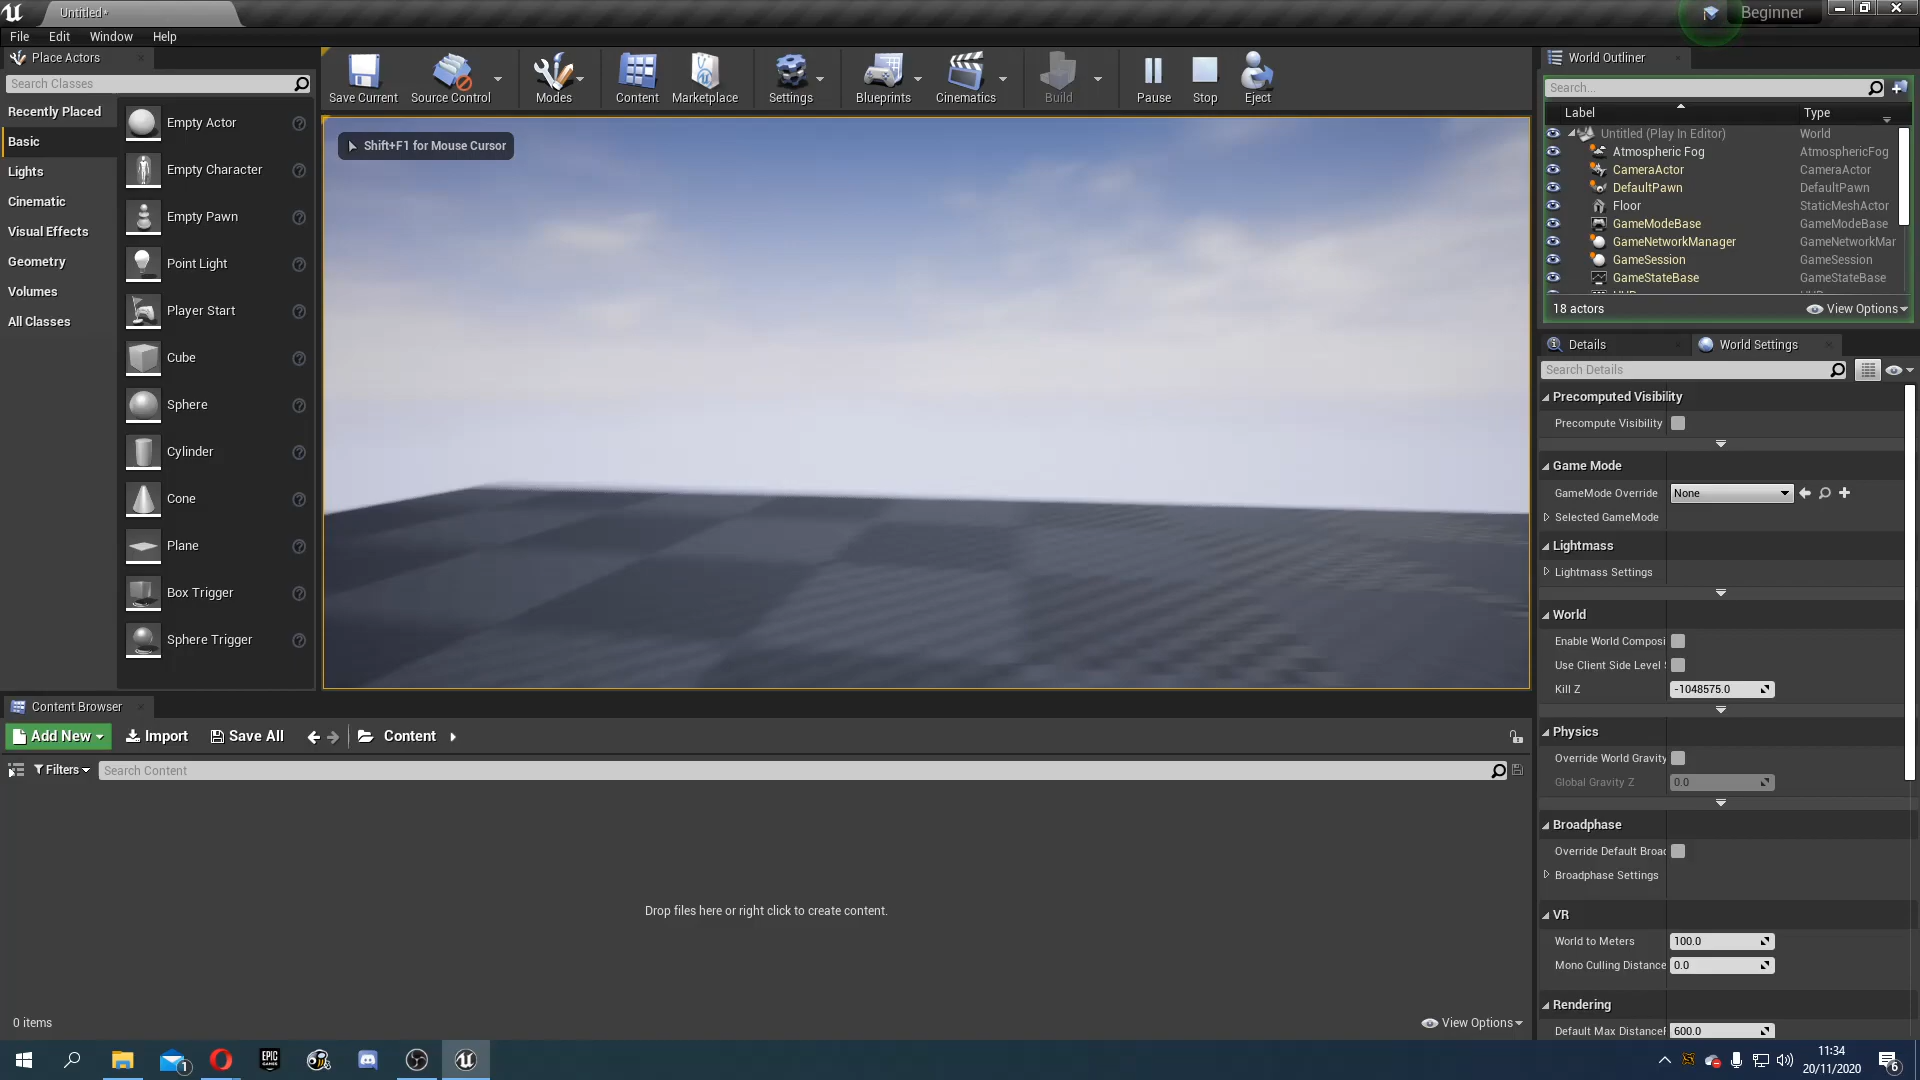 Untitled*
Beginner
File Edit Window Help
Place Actors
Search Classes
Recently Placed
Basic
Lights
Cinematic
Visual Effects
Geometry
Volumes
All Classes
Empty Actor
Empty Character
Empty Pawn
Point Light
Player Start
Cube
Sphere
Cylinder
Cone
Plane
Box Trigger
Sphere Trigger
Save Current Source Control Modes Content Marketplace Settings Blueprints Cinematics Build Pause Stop Eject
Shift+F1 for Mouse Cursor
World Outliner
Search...
Label Type
Untitled (Play In Editor) World
Atmospheric Fog AtmosphericFog
CameraActor CameraActor
DefaultPawn DefaultPawn
Floor StaticMeshActor
GameModeBase GameModeBase
GameNetworkManager GameNetworkMar
GameSession GameSession
GameStateBase GameStateBase
18 actors View Options
Details World Settings
Search Details
Precomputed Visibility
Precompute Visibility
Game Mode
GameMode Override None
Selected GameMode
Lightmass
Lightmass Settings
World
Enable World Composi
Use Client Side Level
Kill Z -1048575.0
Physics
Override World Gravity
Global Gravity Z 0.0
Broadphase
Override Default Broad
Broadphase Settings
VR
World to Meters 100.0
Mono Culling Distance 0.0
Rendering
Default Max DistanceF 600.0
Content Browser
Add New Import Save All Content
Filters Search Content
Drop files here or right click to create content.
0 items View Options
EPIC
GAMES
1
11:34
20/11/2020
6